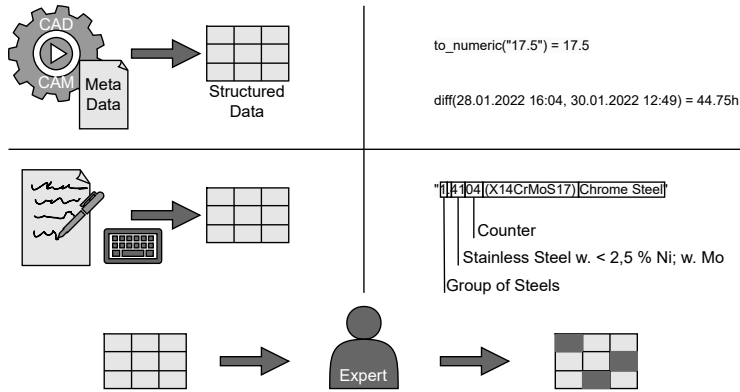 CAD
CAM
Meta
Data
Structured
Data
to_numeric("17.5") = 17.5
diff(28.01.2022 16:04, 30.01.2022 12:49) = 44.75h
"1.4104 (X14CrMoS17) Chrome Steel"
Counter
Stainless Steel w. < 2,5 % Ni; w. Mo
Group of Steels
Expert